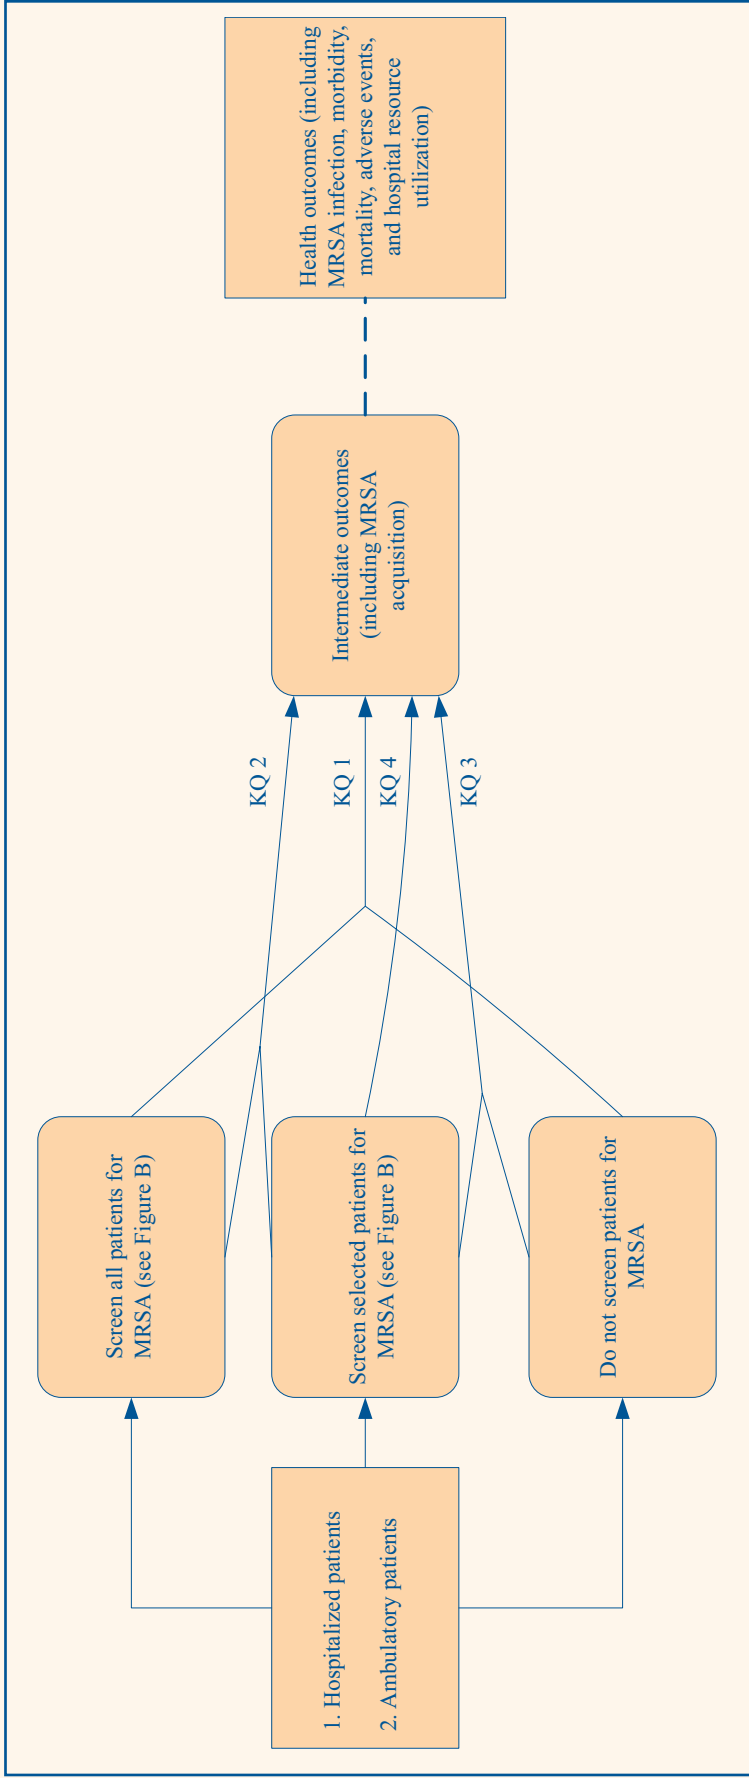 1. Hospitalized patients
2. Ambulatory patients
Screen all patients for
MRSA (see Figure B)
Screen selected patients for
MRSA (see Figure B)
Do not screen patients for
MRSA
KQ 2
KQ 1
KQ 4
KQ 3
Intermediate outcomes
(including MRSA
acquisition)
Health outcomes (including
MRSA infection, morbidity,
mortality, adverse events,
and hospital resource
utilization)